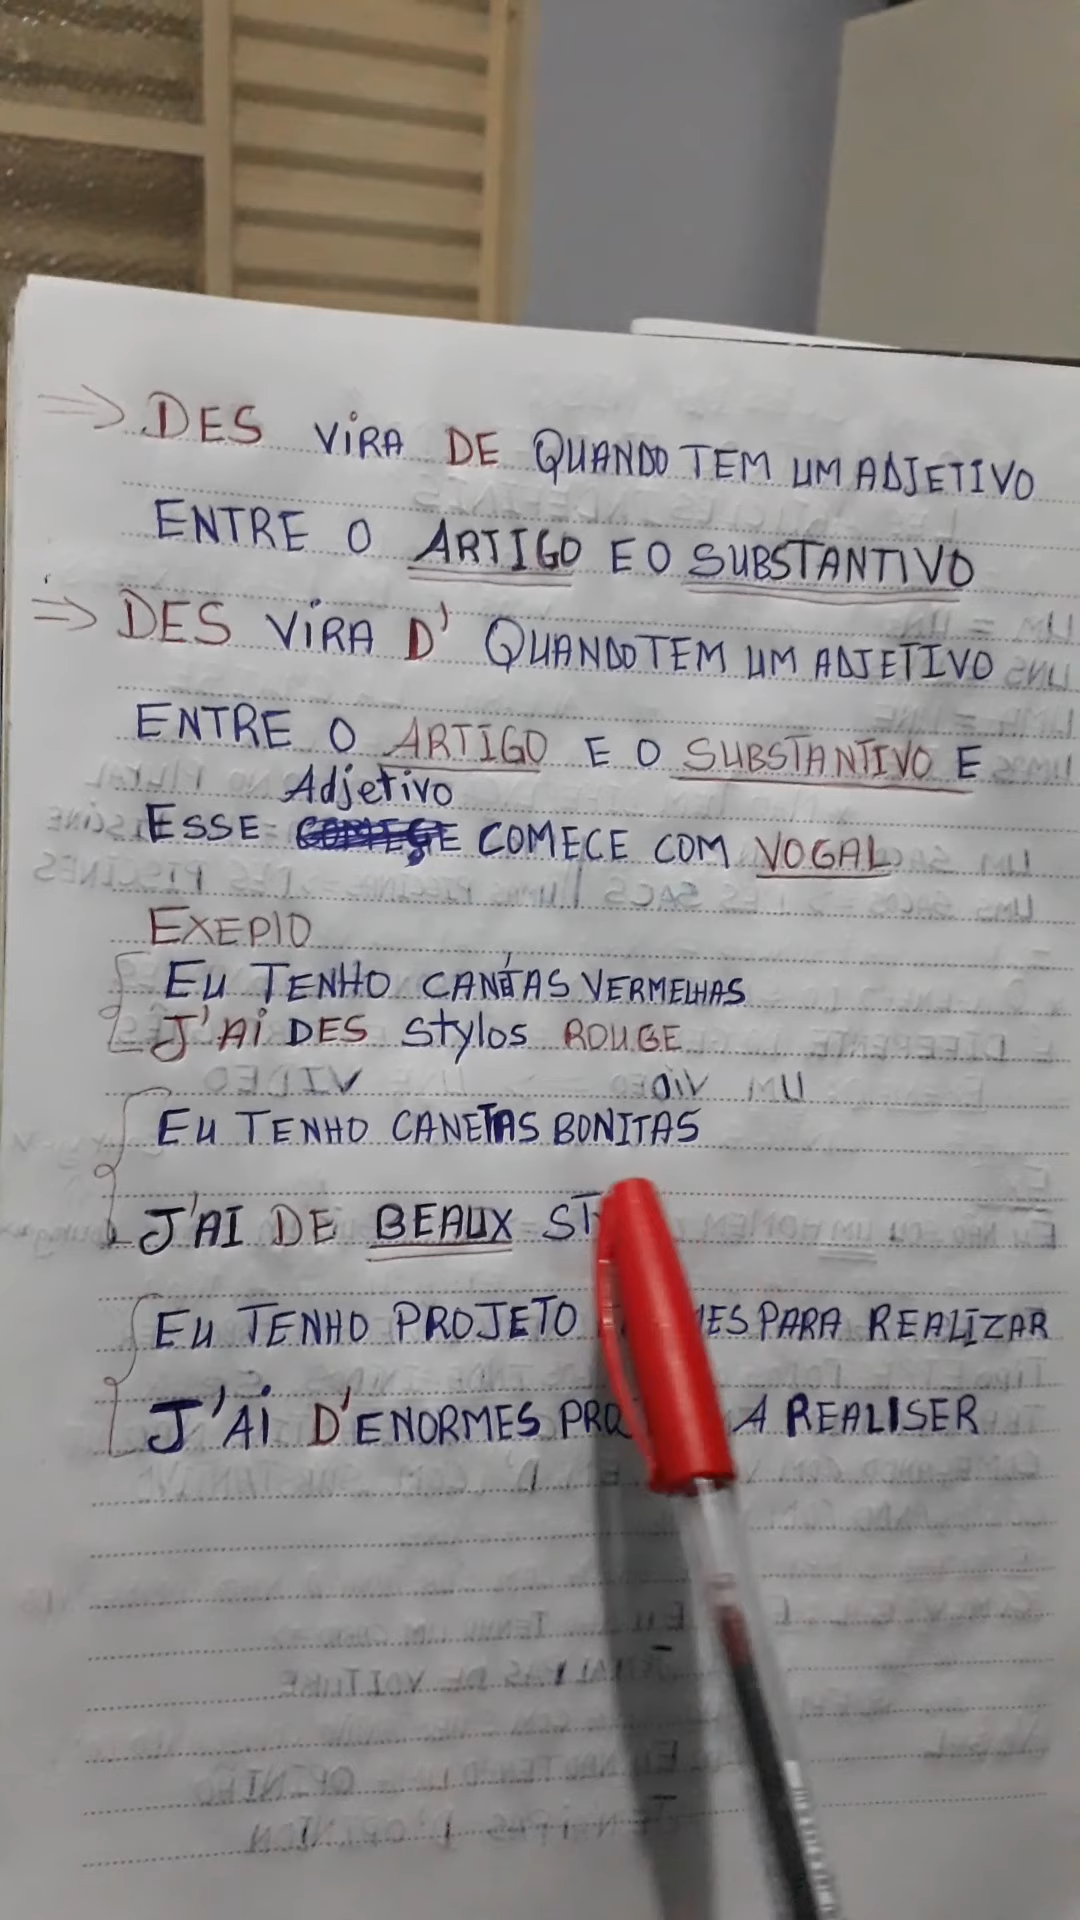 ⇒ DES ViRA DE QUANDO TEM UM ADJETIVO
ENTRE O ARTIGO E O SUBSTANTIVO
⇒ DES ViRA D' QUANDO TEM UM ADJETIVO
ENTRE O ARTIGO E O SUBSTANTIVO E
Adjetivo
ESSE COMECE COM VOGAL
EXEPlO
EU TENHO CANÉTAS VERMELHAS
J'Ai DES Stylos ROUGE
EU TENHO CANETAS BONITAS
J'AI DE BEAUX
EU TENHO PROJETO PARA REALIZAR
J'Ai D'ENORMES A REALISER